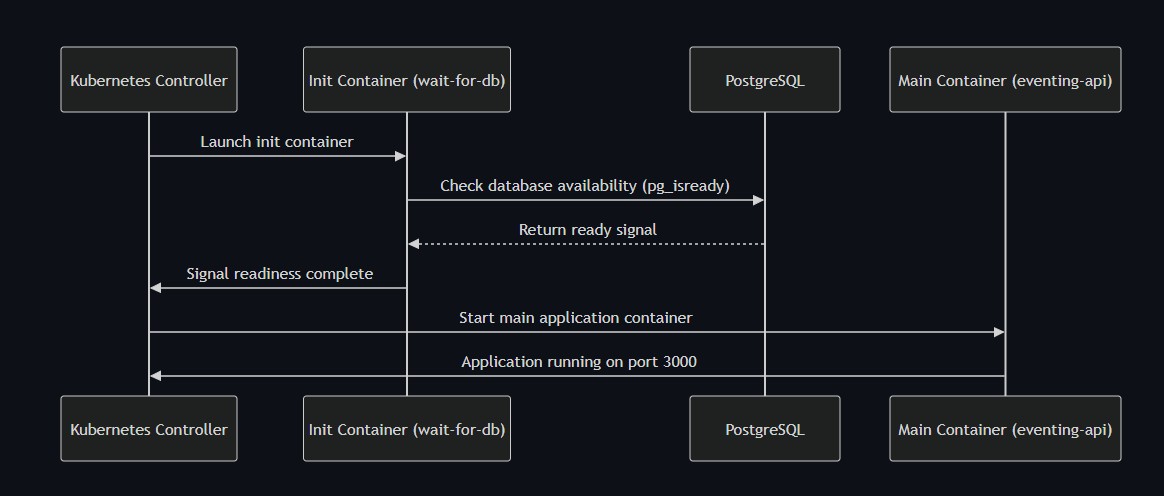 Kubernetes Controller
Init Container (wait-for-db)
PostgreSQL
Main Container (eventing-api)
Launch init container
Check database availability (pg_isready)
Return ready signal
Signal readiness complete
Start main application container
Application running on port 3000
Kubernetes Controller
Init Container (wait-for-db)
PostgreSQL
Main Container (eventing-api)